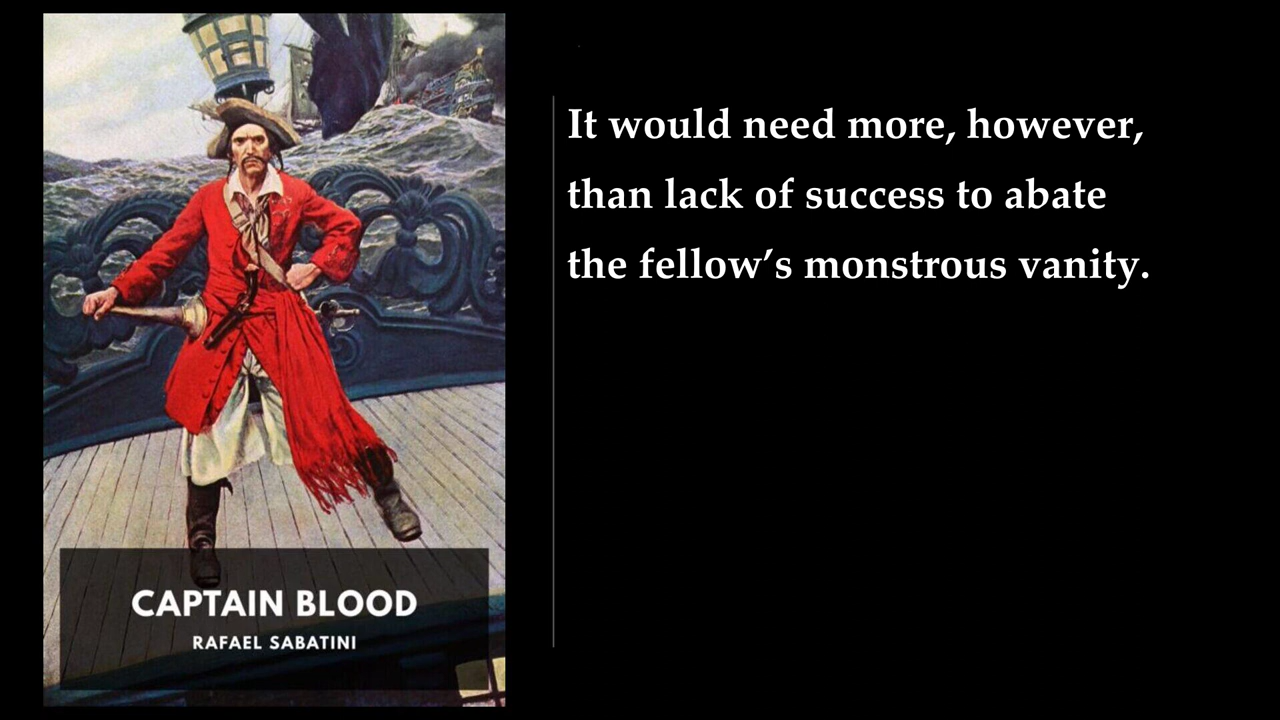 It would need more, however,
than lack of success to abate
the fellow’s monstrous vanity.
CAPTAIN BLOOD
RAFAEL SABATINI